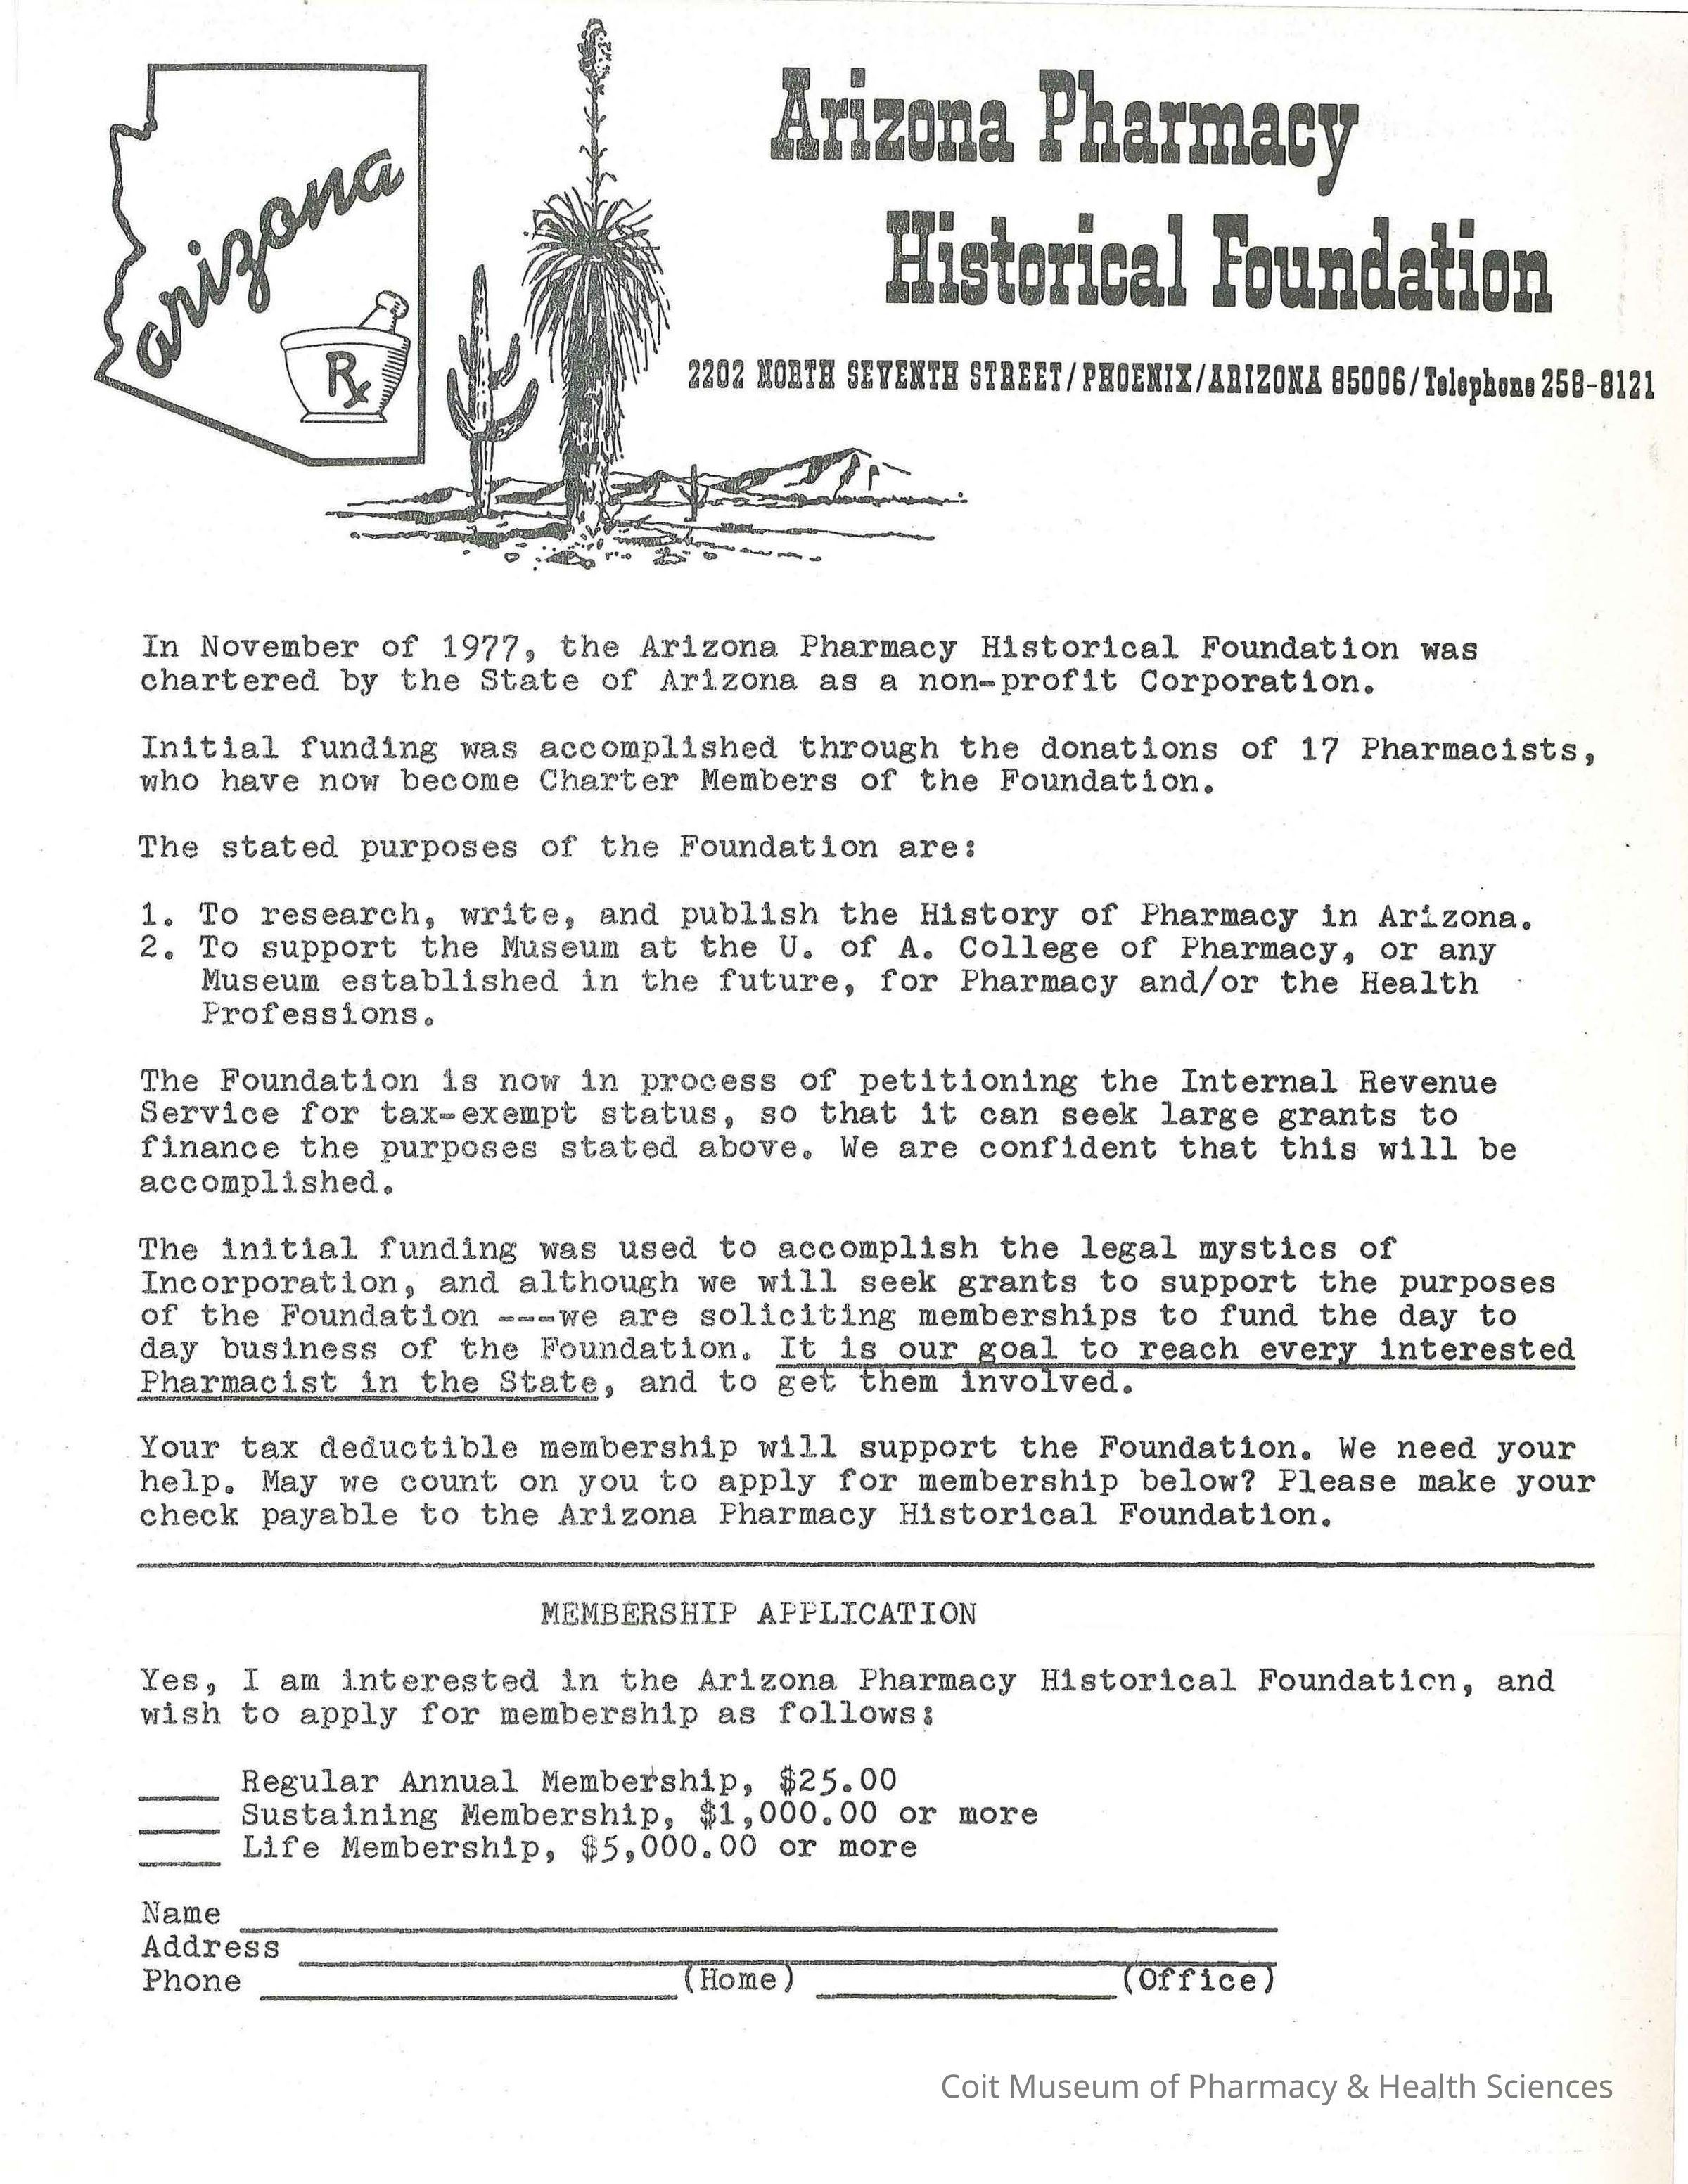 arizona
Rx
Arizona Pharmacy
Historical Foundation
2202 NORTH SEVENTH STREET/PHOENIX/ARIZONA 85006/Telephone 258-8121
In November of 1977, the Arizona Pharmacy Historical Foundation was
chartered by the State of Arizona as a non-profit Corporation.
Initial funding was accomplished through the donations of 17 Pharmacists,
who have now become Charter Members of the Foundation.
The stated purposes of the Foundation are:
1. To research, write, and publish the History of Pharmacy in Arizona.
2. To support the Museum at the U. of A. College of Pharmacy, or any
Museum established in the future, for Pharmacy and/or the Health
Professions.
The Foundation is now in process of petitioning the Internal Revenue
Service for tax-exempt status, so that it can seek large grants to
finance the purposes stated above. We are confident that this will be
accomplished.
The initial funding was used to accomplish the legal mystics of
Incorporation, and although we will seek grants to support the purposes
of the Foundation ---we are soliciting memberships to fund the day to
day business of the Foundation. It is our goal to reach every interested
Pharmacist in the State, and to get them involved.
Your tax deductible membership will support the Foundation. We need your
help. May we count on you to apply for membership below? Please make your
check payable to the Arizona Pharmacy Historical Foundation.
MEMBERSHIP APPLICATION
Yes, I am interested in the Arizona Pharmacy Historical Foundation, and
wish to apply for membership as follows:
____ Regular Annual Membership, $25.00
____ Sustaining Membership, $1,000.00 or more
____ Life Membership, $5,000.00 or more
Name
Address
Phone (Home) (Office)
Coit Museum of Pharmacy & Health Sciences